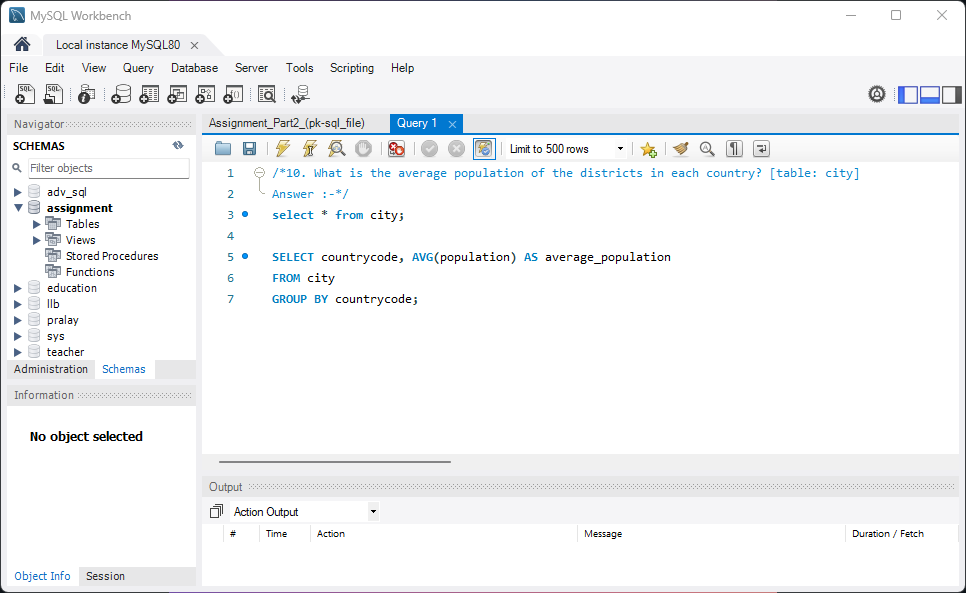 MySQL Workbench
Local instance MySQL80
File Edit View Query Database Server Tools Scripting Help
Navigator
SCHEMAS
Filter objects
adv_sql
assignment
Tables
Views
Stored Procedures
Functions
education
llb
pralay
sys
teacher
Administration Schemas
Information
No object selected
Object Info Session
Assignment_Part2_(pk-sql_file) Query 1
Limit to 500 rows
1 /*10. What is the average population of the districts in each country? [table: city]
2 Answer :-*/
3 select * from city;
4
5 SELECT countrycode, AVG(population) AS average_population
6 FROM city
7 GROUP BY countrycode;
Output
Action Output
# Time Action Message Duration / Fetch